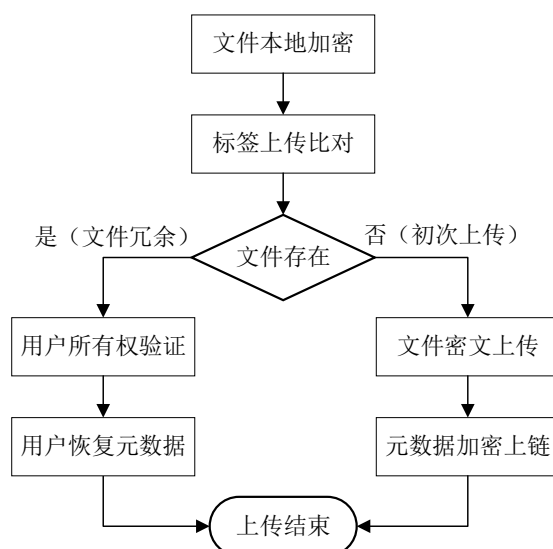 文件本地加密
标签上传比对
是（文件冗余）
否（初次上传）
文件存在
用户所有权验证
文件密文上传
用户恢复元数据
元数据加密上链
上传结束